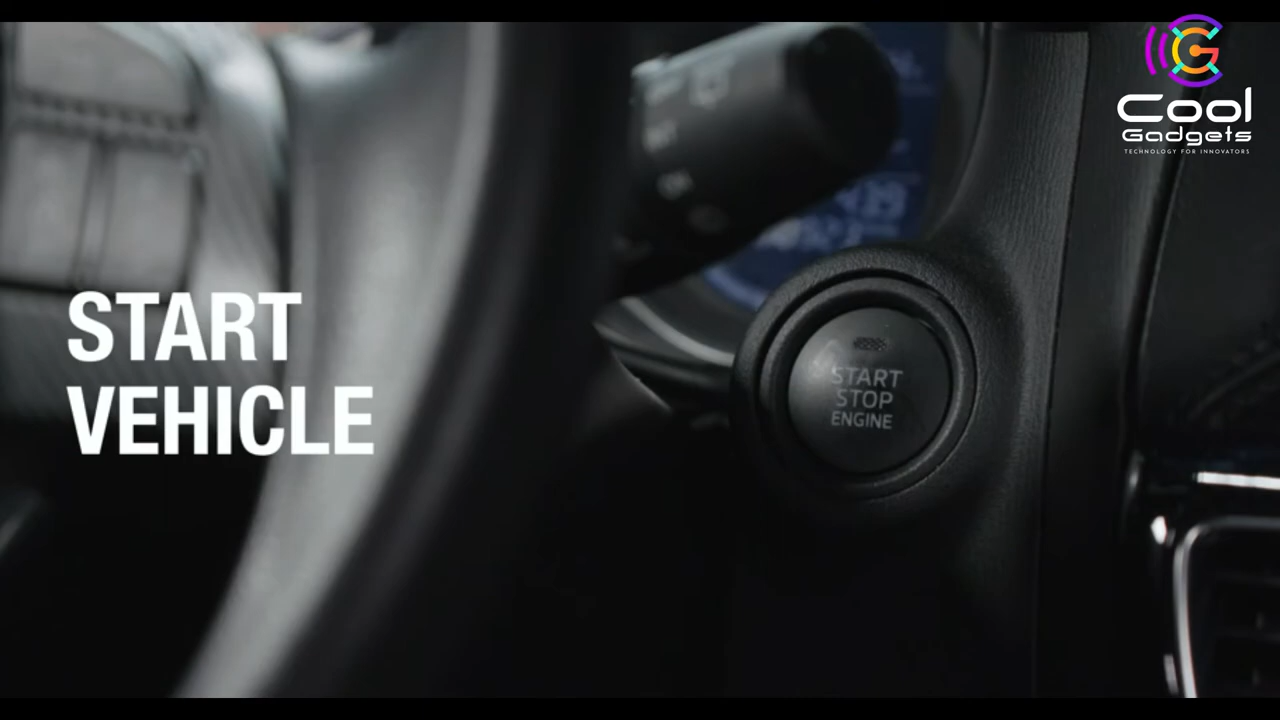 Cool
Gadgets
TECHNOLOGY FOR INNOVATORS
START
VEHICLE
START
STOP
ENGINE